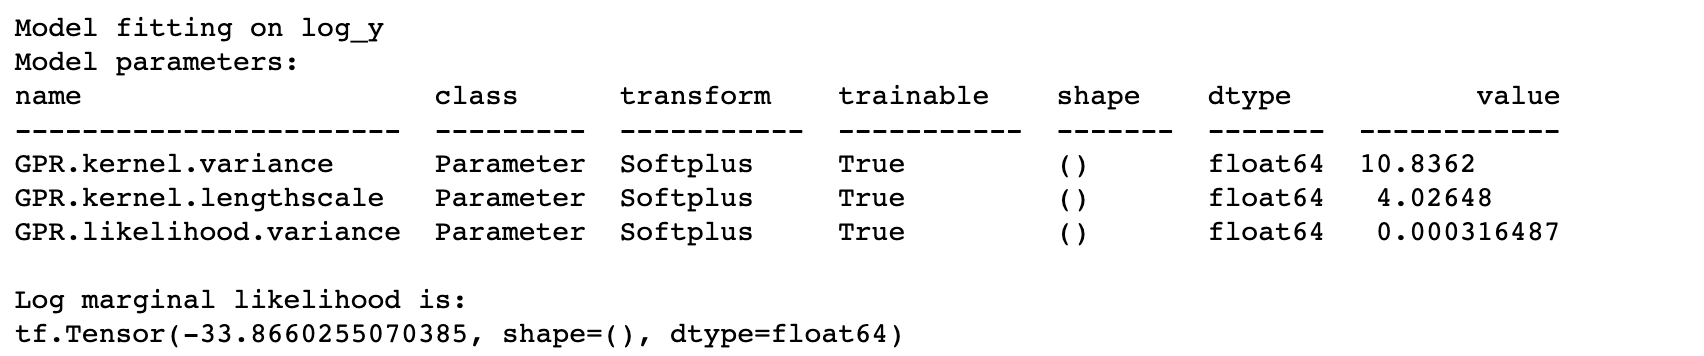 Model fitting on log_y
Model parameters:
name                     class      transform    trainable    shape    dtype           value
-----------------------  ---------  -----------  -----------  -------  -------  ------------
GPR.kernel.variance      Parameter  Softplus     True         ()       float64  10.8362
GPR.kernel.lengthscale   Parameter  Softplus     True         ()       float64   4.02648
GPR.likelihood.variance  Parameter  Softplus     True         ()       float64   0.000316487

Log marginal likelihood is:
tf.Tensor(-33.8660255070385, shape=(), dtype=float64)